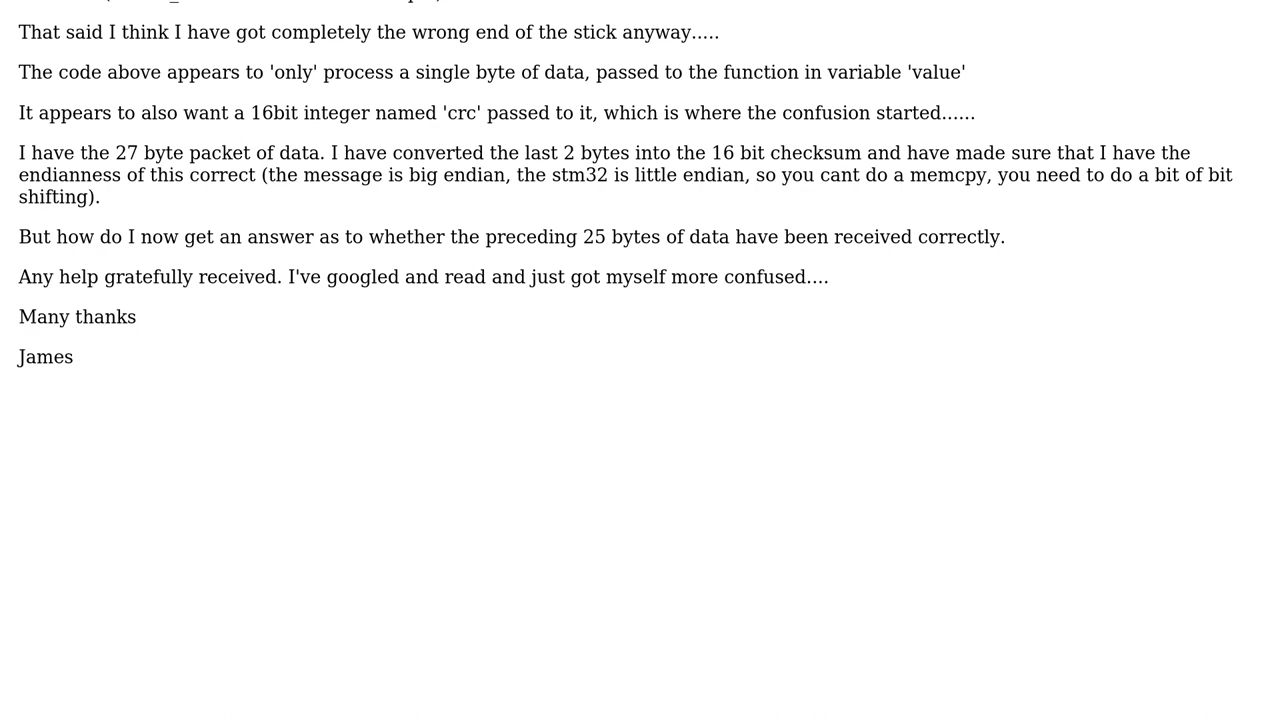 That said I think I have got completely the wrong end of the stick anyway.....
The code above appears to 'only' process a single byte of data, passed to the function in variable 'value'
It appears to also want a 16bit integer named 'crc' passed to it, which is where the confusion started......
I have the 27 byte packet of data. I have converted the last 2 bytes into the 16 bit checksum and have made sure that I have the
endianness of this correct (the message is big endian, the stm32 is little endian, so you cant do a memcpy, you need to do a bit of bit
shifting).
But how do I now get an answer as to whether the preceding 25 bytes of data have been received correctly.
Any help gratefully received. I've googled and read and just got myself more confused....
Many thanks
James